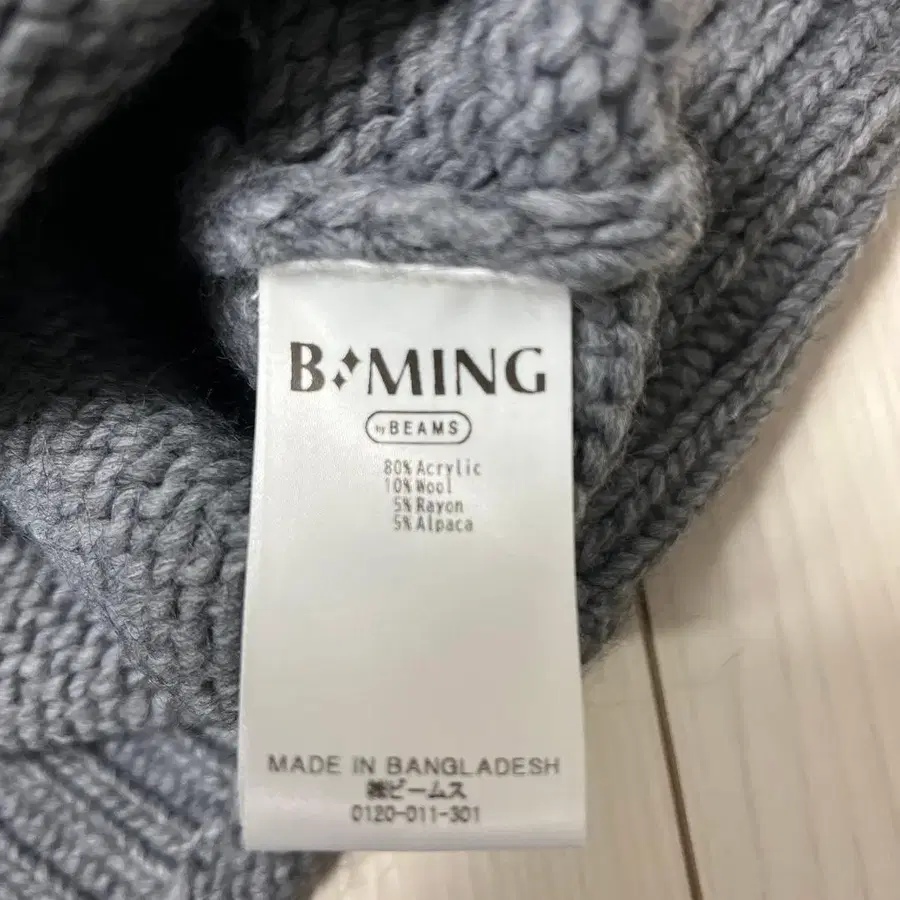 B:MING
by BEAMS
80% Acrylic
10% Wool
5% Rayon
5% Alpaca
MADE IN BANGLADESH
㈱ビームス
0120-011-301